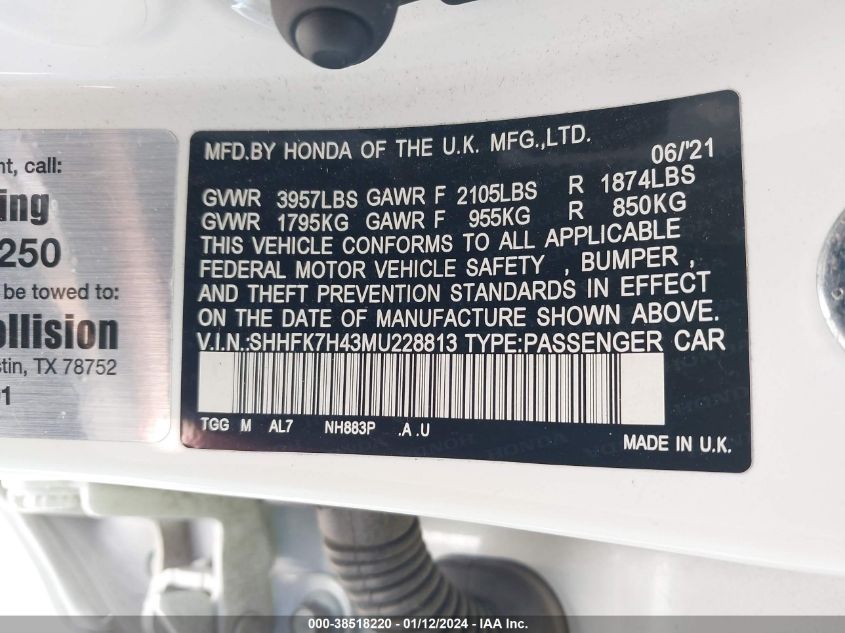 nt, call:
ing
250
be towed to:
ollision
stin, TX 78752
MFD.BY HONDA OF THE U.K. MFG.,LTD. 06/'21
GVWR 3957LBS GAWR F 2105LBS R 1874LBS
GVWR 1795KG GAWR F 955KG R 850KG
THIS VEHICLE CONFORMS TO ALL APPLICABLE
FEDERAL MOTOR VEHICLE SAFETY , BUMPER ,
AND THEFT PREVENTION STANDARDS IN EFFECT
ON THE DATE OF MANUFACTURE SHOWN ABOVE.
V.I.N.:SHHFK7H43MU228813 TYPE:PASSENGER CAR
TGG M AL7 NH883P .A .U
MADE IN U.K.
000-38518220 - 01/12/2024 - IAA Inc.